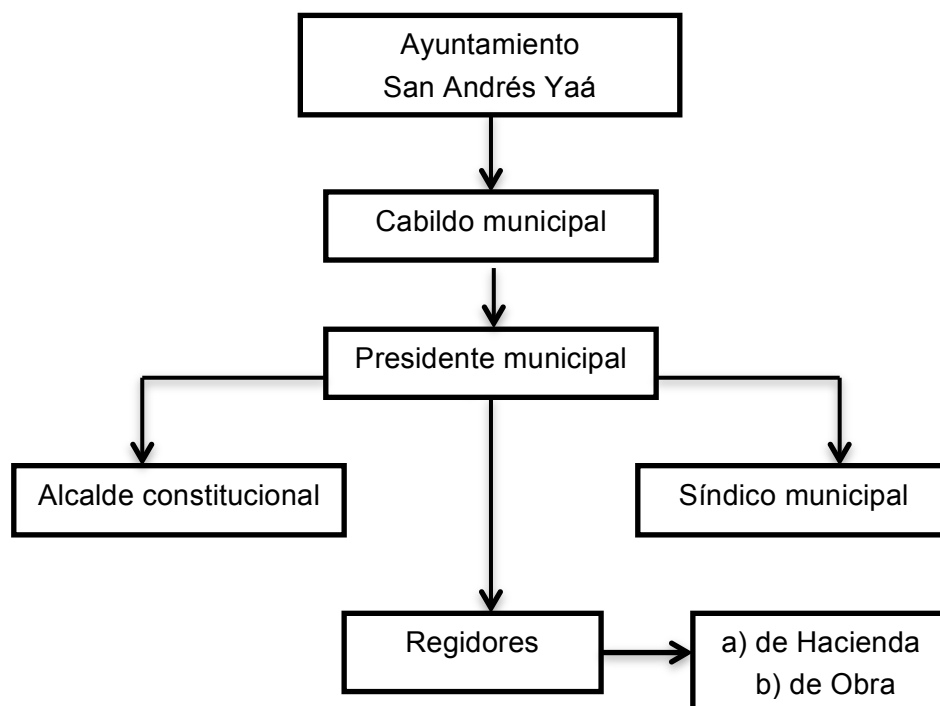 Ayuntamiento
San Andrés Yaá
Cabildo municipal
Presidente municipal
Alcalde constitucional
Síndico municipal
Regidores
a) de Hacienda
b) de Obra